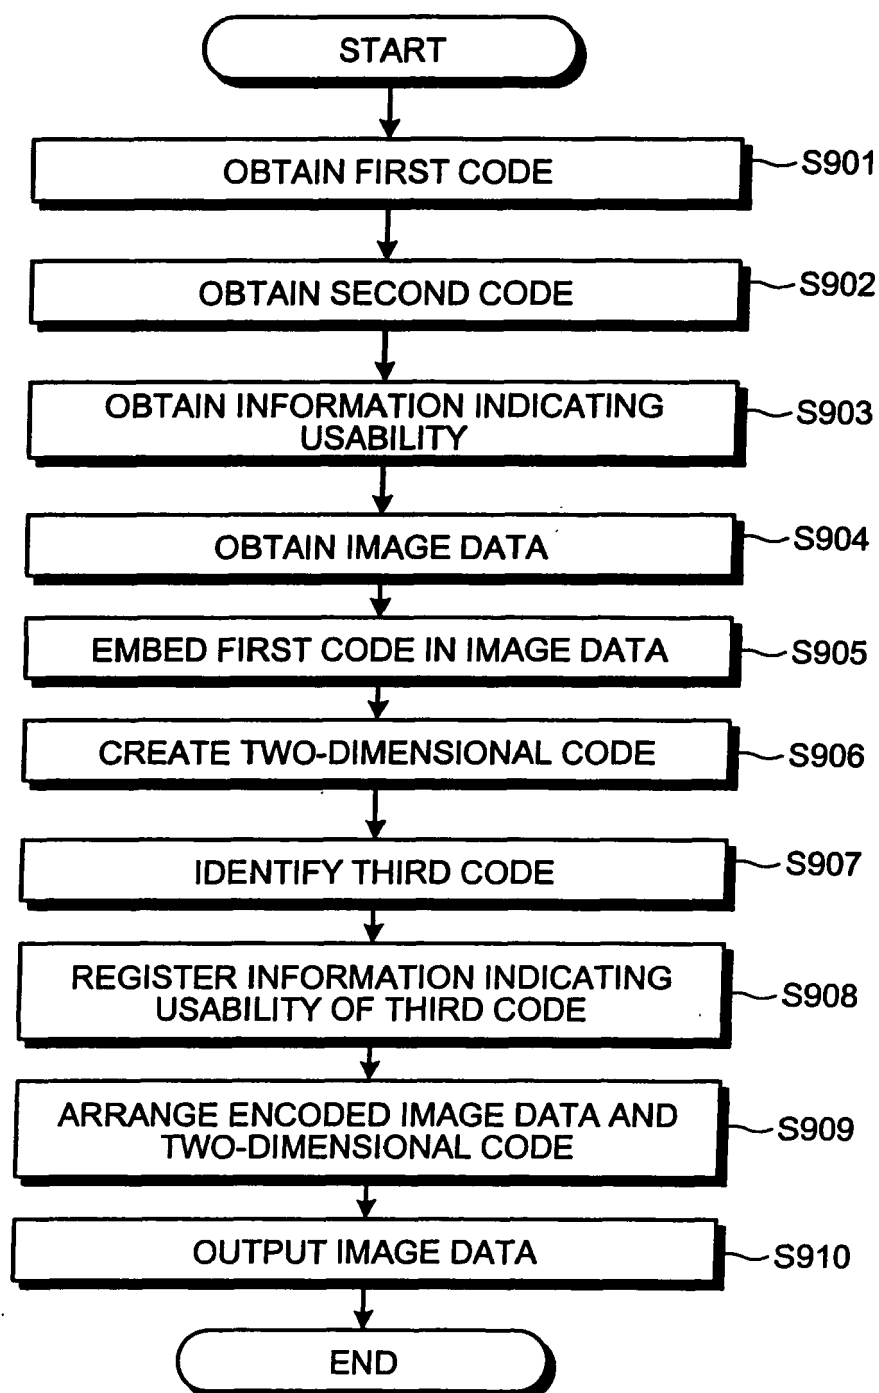 START
OBTAIN FIRST CODE
S901
OBTAIN SECOND CODE
S902
OBTAIN INFORMATION INDICATING
USABILITY
S903
OBTAIN IMAGE DATA
S904
EMBED FIRST CODE IN IMAGE DATA
S905
CREATE TWO-DIMENSIONAL CODE
S906
IDENTIFY THIRD CODE
S907
REGISTER INFORMATION INDICATING
USABILITY OF THIRD CODE
S908
ARRANGE ENCODED IMAGE DATA AND
TWO-DIMENSIONAL CODE
S909
OUTPUT IMAGE DATA
S910
END